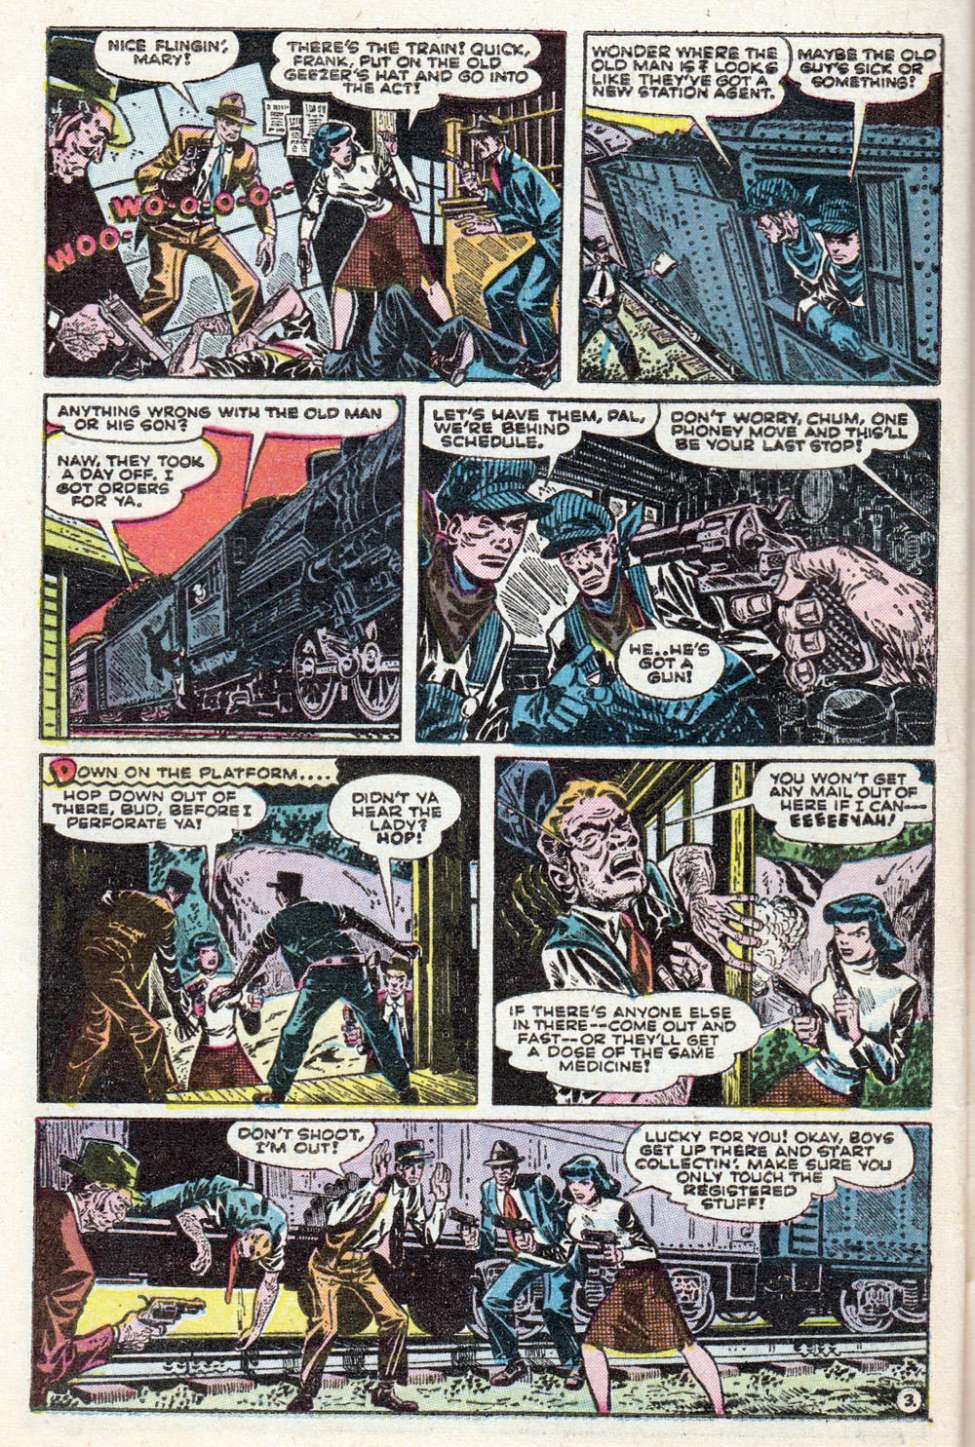 NICE FLINGIN',
MARY!
THERE'S THE TRAIN! QUICK,
FRANK, PUT ON THE OLD
GEEZER'S HAT AND GO INTO
THE ACT!
WOO-
WO-O-O-O--
WONDER WHERE THE
OLD MAN IS? LOOKS
LIKE THEY'VE GOT A
NEW STATION AGENT.
MAYBE THE OLD
GUY'S SICK OR
SOMETHING!
ANYTHING WRONG WITH THE OLD MAN
OR HIS SON?
NAW, THEY TOOK
A DAY OFF. I
GOT ORDERS
FOR YA.
LET'S HAVE THEM, PAL,
WE'RE BEHIND
SCHEDULE.
DON'T WORRY, CHUM, ONE
PHONEY MOVE AND THIS'LL
BE YOUR LAST STOP!
HE..HE'S
GOT A
GUN!
DOWN ON THE PLATFORM....
HOP DOWN OUT OF
THERE, BUD, BEFORE I
PERFORATE YA!
DIDN'T YA
HEAR THE
LADY?
HOP!
YOU WON'T GET
ANY MAIL OUT OF
HERE IF I CAN--
EEEEEYAH!
IF THERE'S ANYONE ELSE
IN THERE--COME OUT AND
FAST--OR THEY'LL GET
A DOSE OF THE SAME
MEDICINE!
DON'T SHOOT,
I'M OUT!
LUCKY FOR YOU! OKAY, BOYS
GET UP THERE AND START
COLLECTIN'. MAKE SURE YOU
ONLY TOUCH THE
REGISTERED
STUFF!
3